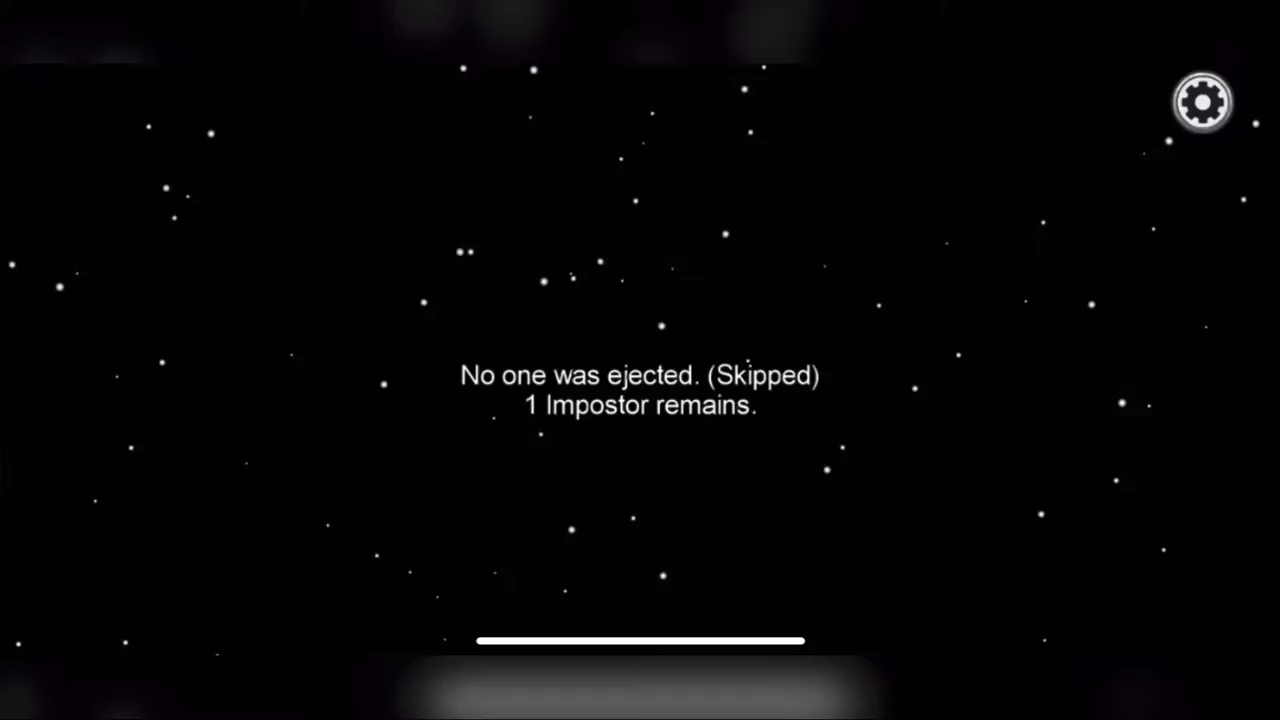 No one was ejected. (Skipped)
1 Impostor remains.